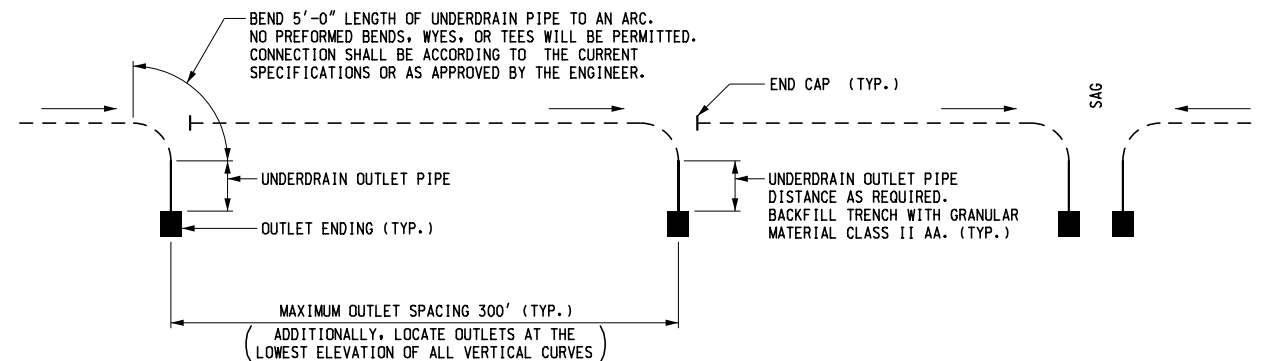 BEND 5'-0" LENGTH OF UNDERDRAIN PIPE TO AN ARC.
NO PREFORMED BENDS, WYES, OR TEES WILL BE PERMITTED.
CONNECTION SHALL BE ACCORDING TO THE CURRENT
SPECIFICATIONS OR AS APPROVED BY THE ENGINEER.
END CAP (TYP.)
SAG
UNDERDRAIN OUTLET PIPE
OUTLET ENDING (TYP.)
UNDERDRAIN OUTLET PIPE
DISTANCE AS REQUIRED.
BACKFILL TRENCH WITH GRANULAR
MATERIAL CLASS II AA. (TYP.)
MAXIMUM OUTLET SPACING 300' (TYP.)
(ADDITIONALLY, LOCATE OUTLETS AT THE
LOWEST ELEVATION OF ALL VERTICAL CURVES)